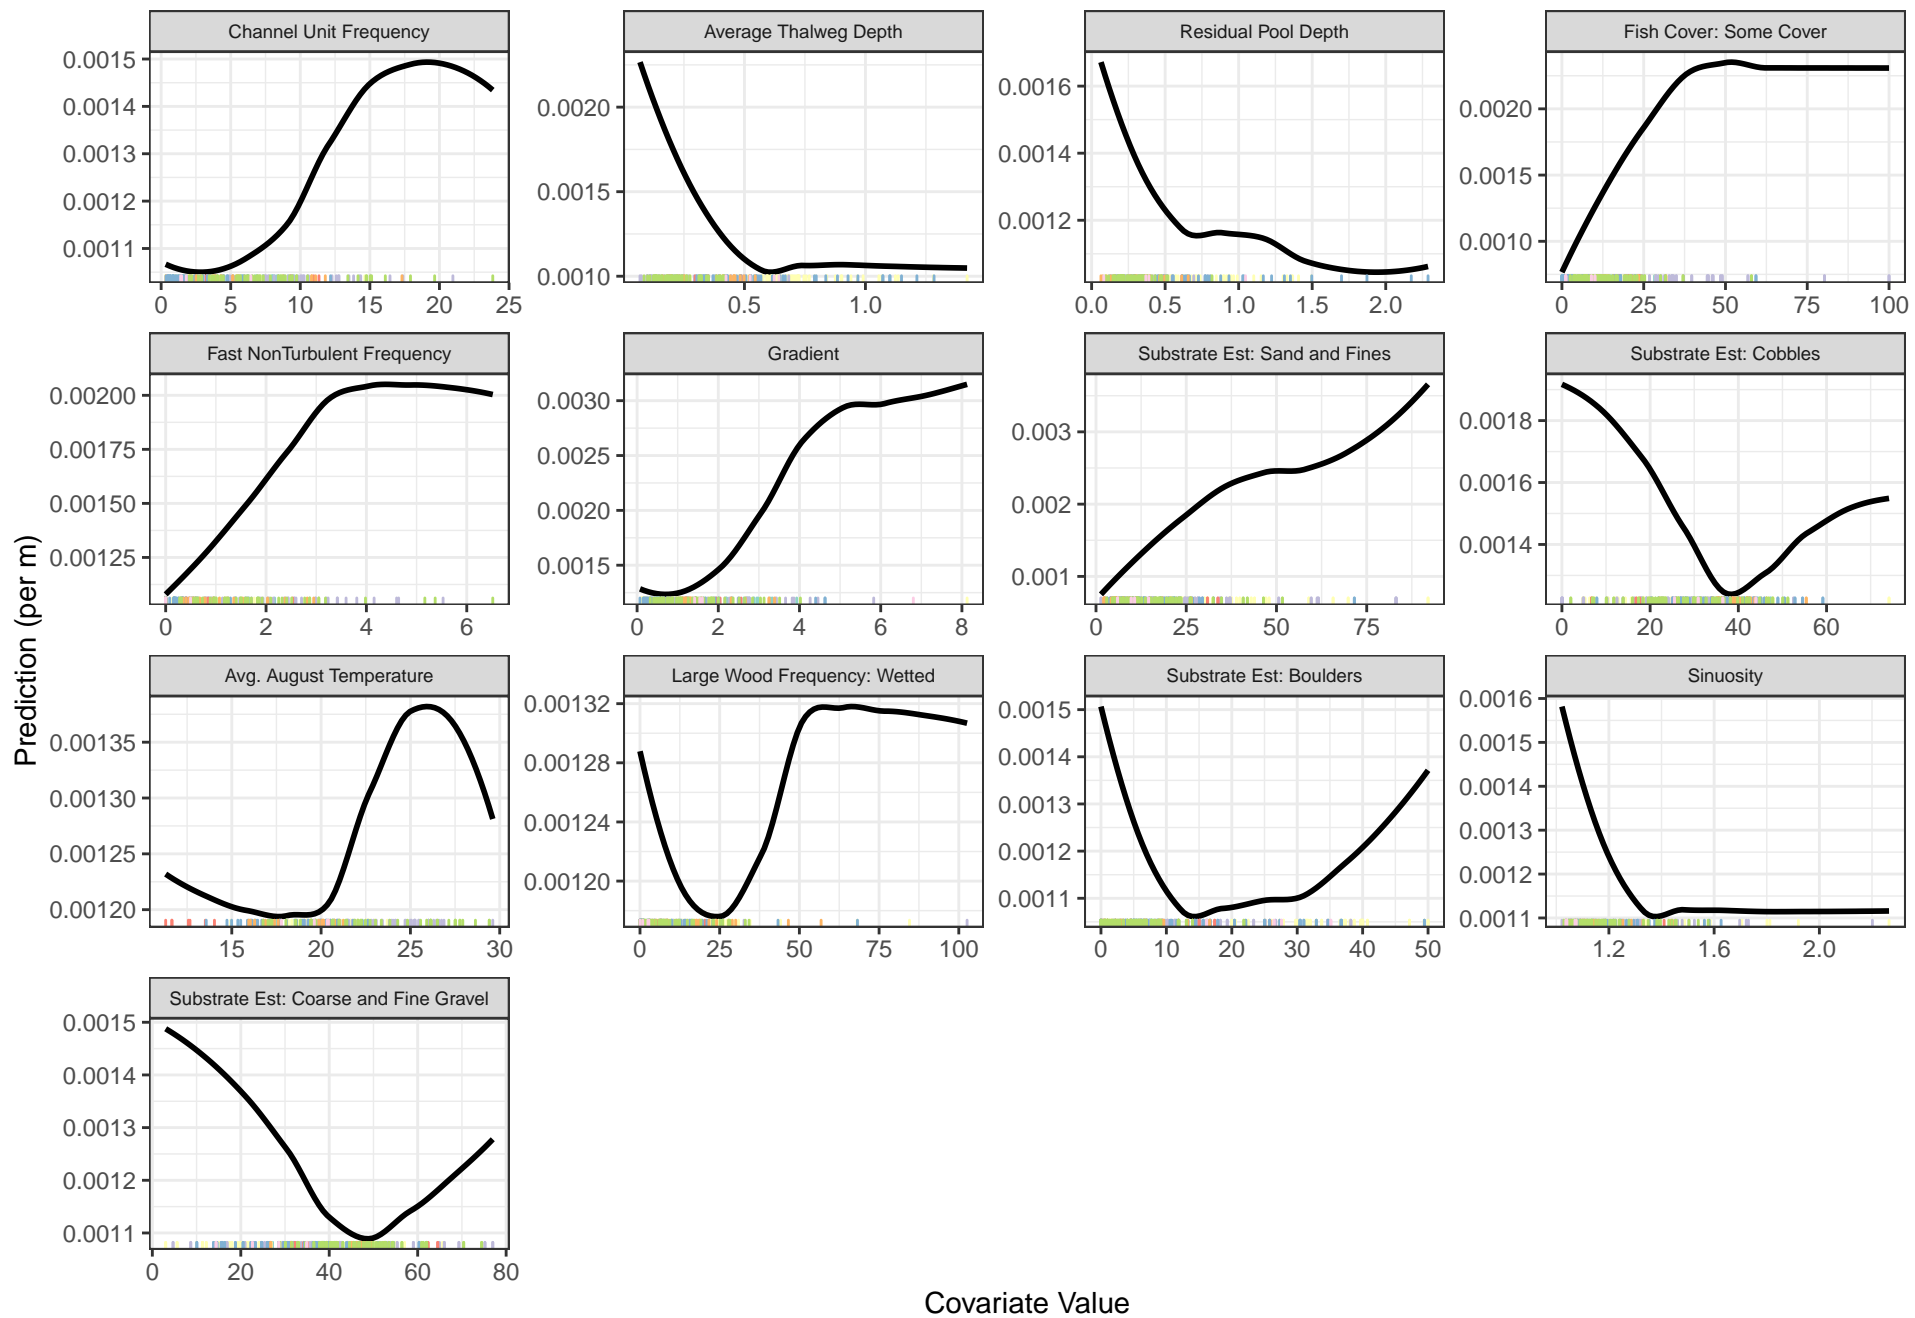 Channel Unit Frequency
Average Thalweg Depth
Residual Pool Depth
Fish Cover: Some Cover
0.0015
0.0014
0.0013
0.0012
0.0011
0 5 10 15 20 25
0.0020
0.0015
0.0010
0.5 1.0
0.0016
0.0014
0.0012
0.0 0.5 1.0 1.5 2.0
0.0020
0.0015
0.0010
0 25 50 75 100
Fast NonTurbulent Frequency
Gradient
Substrate Est: Sand and Fines
Substrate Est: Cobbles
0.00200
0.00175
0.00150
0.00125
0 2 4 6
0.0030
0.0025
0.0020
0.0015
0 2 4 6 8
0.003
0.002
0.001
0 25 50 75
0.0018
0.0016
0.0014
0 20 40 60
Avg. August Temperature
Large Wood Frequency: Wetted
Substrate Est: Boulders
Sinuosity
0.00135
0.00130
0.00125
0.00120
15 20 25 30
0.00132
0.00128
0.00124
0.00120
0 25 50 75 100
0.0015
0.0014
0.0013
0.0012
0.0011
0 10 20 30 40 50
0.0016
0.0015
0.0014
0.0013
0.0012
0.0011
1.2 1.6 2.0
Substrate Est: Coarse and Fine Gravel
0.0015
0.0014
0.0013
0.0012
0.0011
0 20 40 60 80
Prediction (per m)
Covariate Value